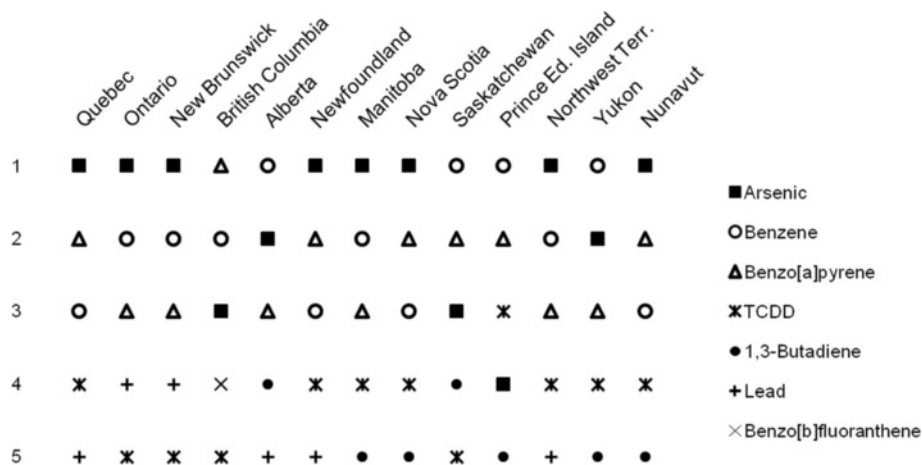 Quebec
Ontario
New Brunswick
British Columbia
Alberta
Newfoundland
Manitoba
Nova Scotia
Saskatchewan
Prince Ed. Island
Northwest Terr.
Yukon
Nunavut
1
2
3
4
5
Arsenic
Benzene
Benzo[a]pyrene
TCDD
1,3-Butadiene
Lead
Benzo[b]fluoranthene